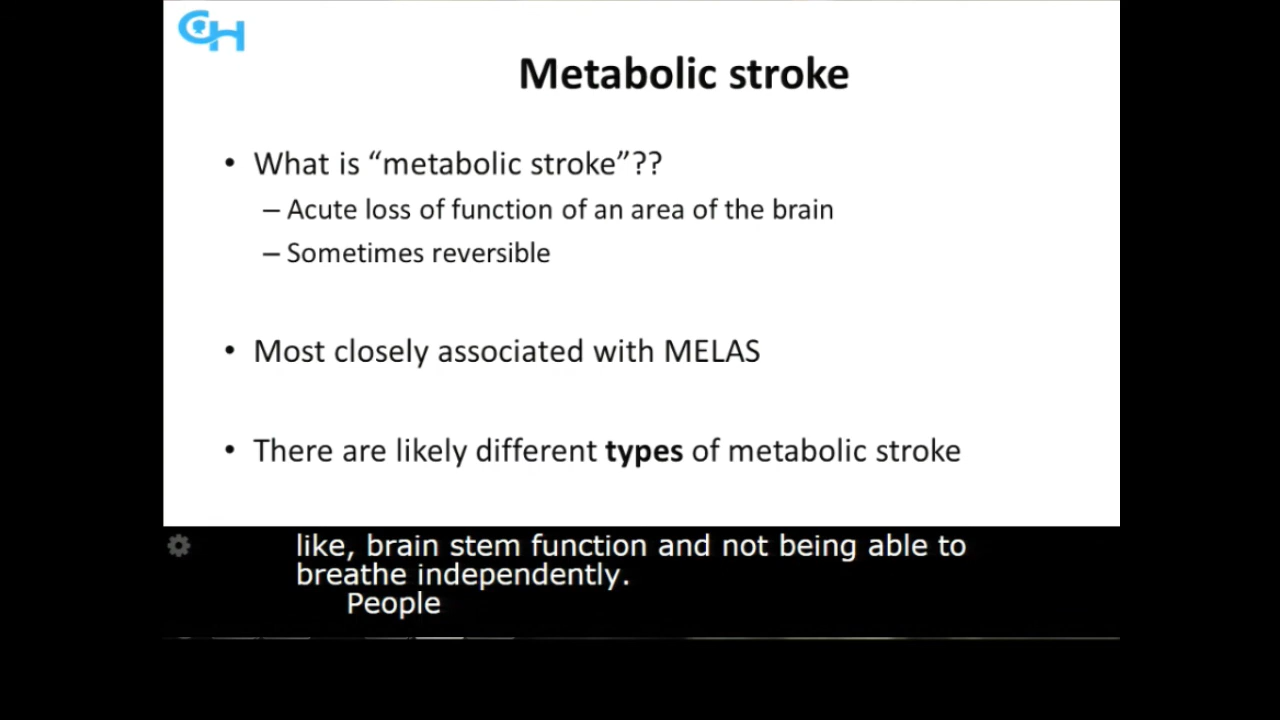 CH
Metabolic stroke
• What is “metabolic stroke”??
– Acute loss of function of an area of the brain
– Sometimes reversible
• Most closely associated with MELAS
• There are likely different types of metabolic stroke
like, brain stem function and not being able to
breathe independently.
People